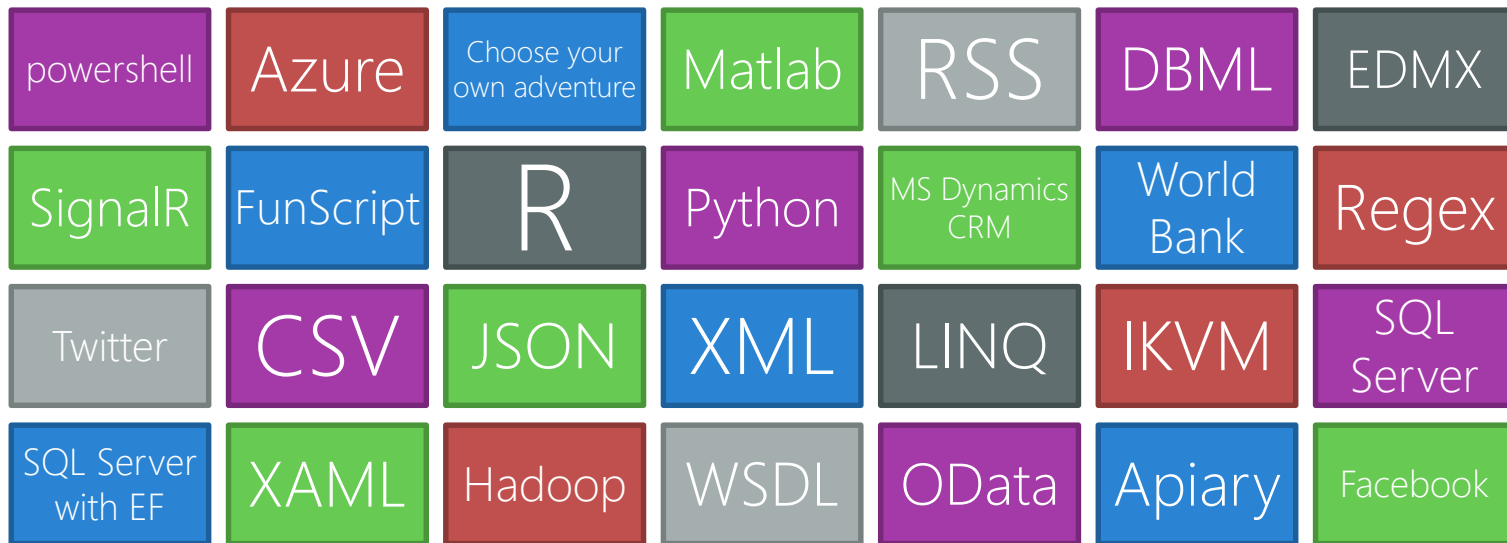 powershell
Azure
Choose your
own adventure
Matlab
RSS
DBML
EDMX
SignalR
FunScript
R
Python
MS Dynamics
CRM
World
Bank
Regex
Twitter
CSV
JSON
XML
LINQ
IKVM
SQL
Server
SQL Server
with EF
XAML
Hadoop
WSDL
OData
Apiary
Facebook